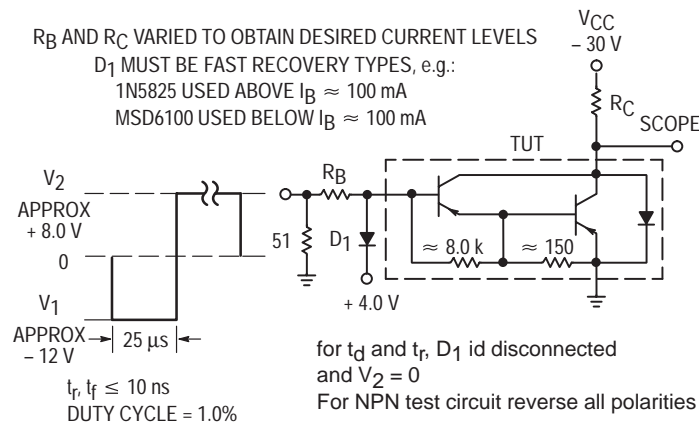 R_B AND R_C VARIED TO OBTAIN DESIRED CURRENT LEVELS
D_1 MUST BE FAST RECOVERY TYPES, e.g.:
1N5825 USED ABOVE I_B ≈ 100 mA
MSD6100 USED BELOW I_B ≈ 100 mA
V_CC
– 30 V
R_C
SCOPE
TUT
V_2
APPROX
+ 8.0 V
0
V_1
APPROX
– 12 V
25 µs
R_B
51
D_1
+ 4.0 V
≈ 8.0 k
≈ 150
t_r, t_f ≤ 10 ns
DUTY CYCLE = 1.0%
for t_d and t_r, D_1 id disconnected
and V_2 = 0
For NPN test circuit reverse all polarities